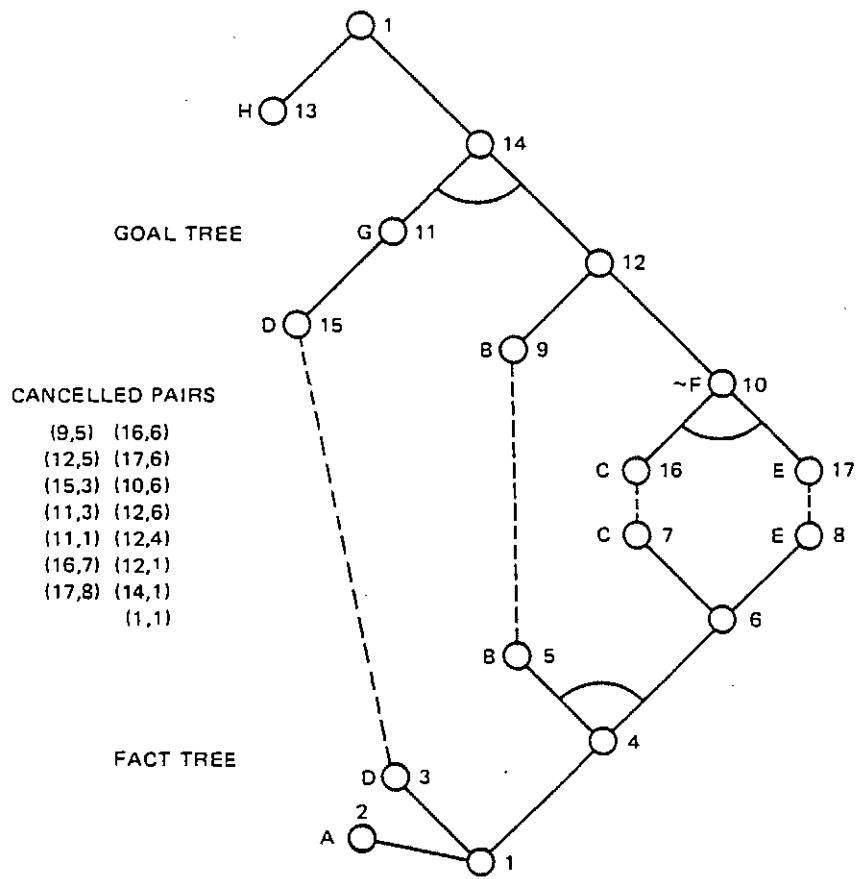 1
H 13
14
GOAL TREE
G 11
12
D 15
B 9
~F 10
CANCELLED PAIRS
(9,5) (16,6)
(12,5) (17,6)
(15,3) (10,6)
(11,3) (12,6)
(11,1) (12,4)
(16,7) (12,1)
(17,8) (14,1)
(1,1)
C 16 E 17
C 7 E 8
6
B 5
4
FACT TREE
D 3
2
A
1